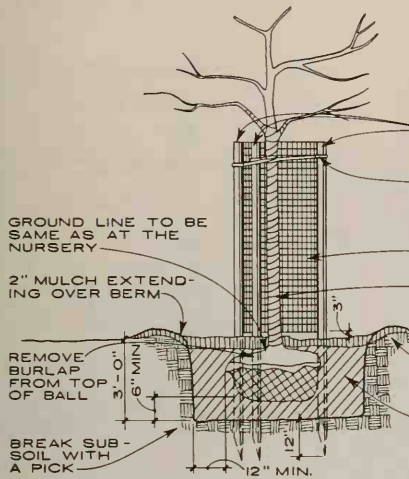 GROUND LINE TO BE
SAME AS AT THE
NURSERY
2" MULCH EXTEND-
ING OVER BERM
3"
REMOVE
BURLAP
FROM TOP
OF BALL
3'-0"
6" MIN
BREAK SUB-
SOIL WITH
A PICK
12" MIN.
12"